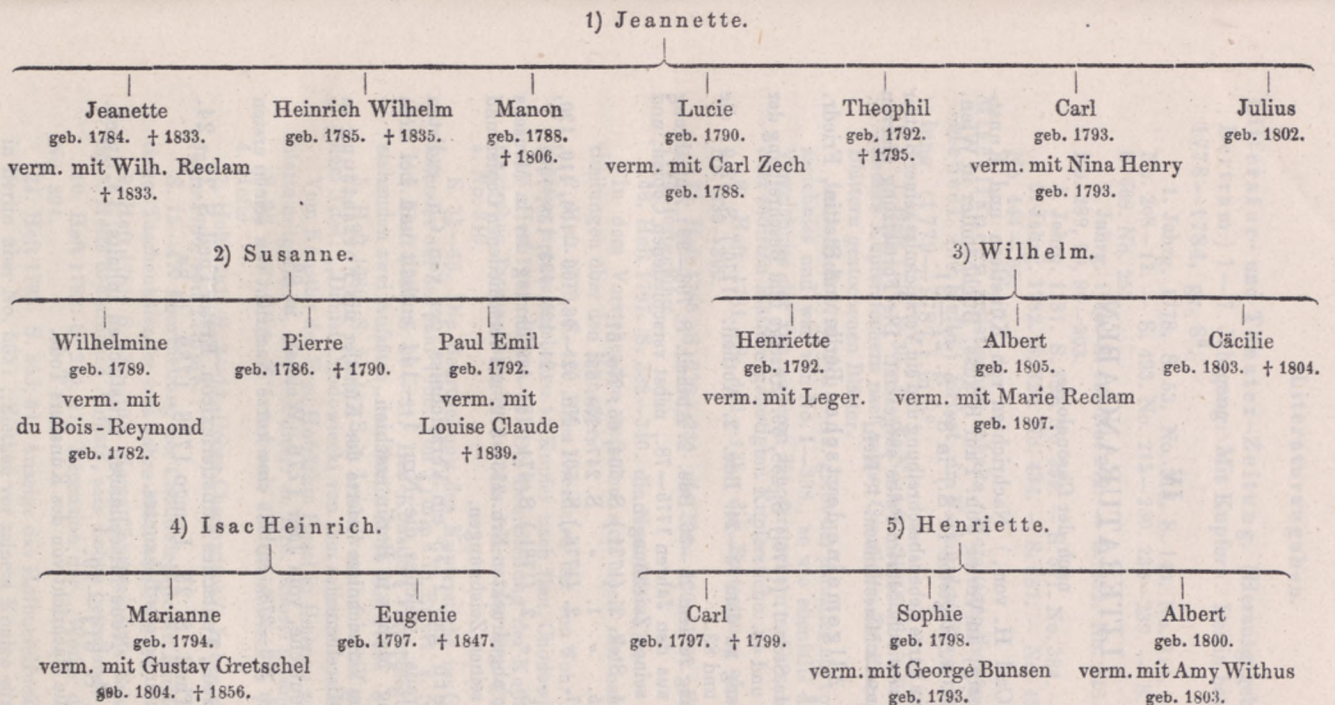 1) Jeannette.
Jeanette
geb. 1784. † 1833.
verm. mit Wilh. Reclam
† 1833.
Heinrich Wilhelm
geb. 1785. † 1835.
Manon
geb. 1788.
† 1806.
Lucie
geb. 1790.
verm. mit Carl Zech
geb. 1788.
Theophil
geb. 1792.
† 1795.
Carl
geb. 1793.
verm. mit Nina Henry
geb. 1793.
Julius
geb. 1802.
2) Susanne.
Wilhelmine
geb. 1789.
verm. mit
du Bois-Reymond
geb. 1782.
Pierre
geb. 1786. † 1790.
Paul Emil
geb. 1792.
verm. mit
Louise Claude
† 1839.
3) Wilhelm.
Henriette
geb. 1792.
verm. mit Leger.
Albert
geb. 1805.
verm. mit Marie Reclam
geb. 1807.
Cäcilie
geb. 1803. † 1804.
4) Isac Heinrich.
Marianne
geb. 1794.
verm. mit Gustav Gretschel
geb. 1804. † 1856.
Eugenie
geb. 1797. † 1847.
5) Henriette.
Carl
geb. 1797. † 1799.
Sophie
geb. 1798.
verm. mit George Bunsen
geb. 1793.
Albert
geb. 1800.
verm. mit Amy Withus
geb. 1803.